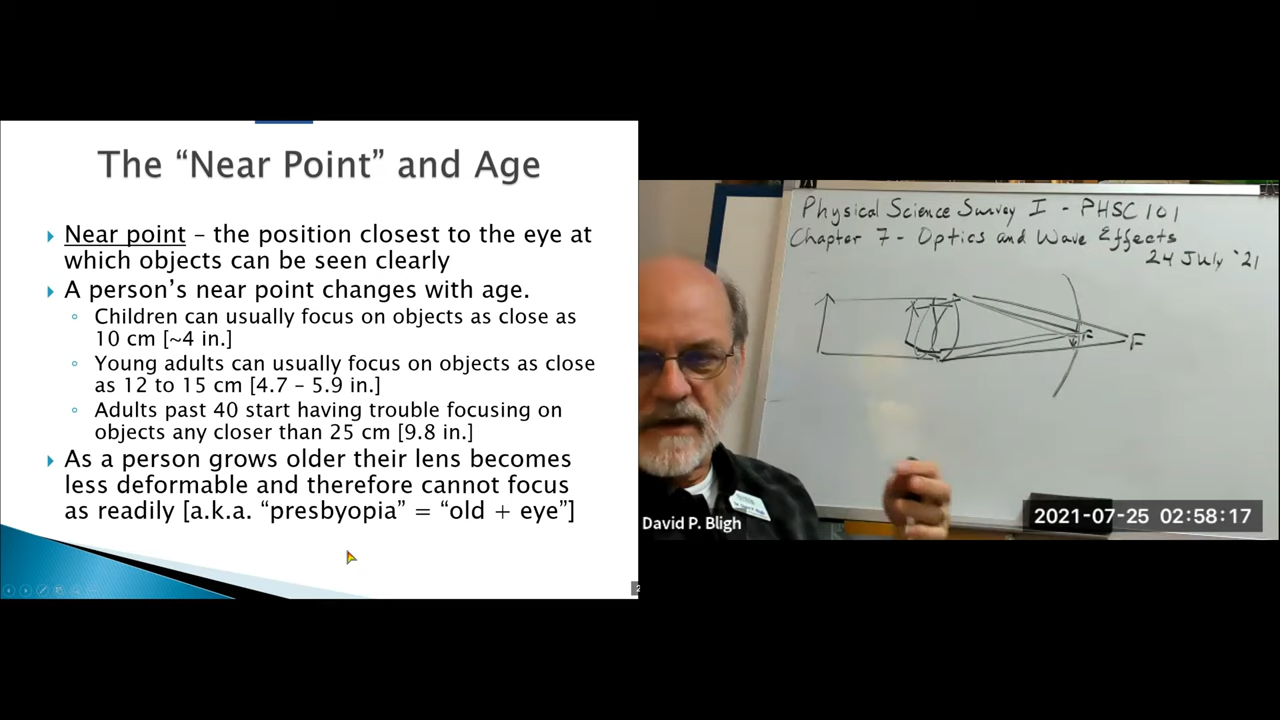 The “Near Point” and Age
Near point – the position closest to the eye at
which objects can be seen clearly
A person’s near point changes with age.
Children can usually focus on objects as close as
10 cm [~4 in.]
Young adults can usually focus on objects as close
as 12 to 15 cm [4.7 – 5.9 in.]
Adults past 40 start having trouble focusing on
objects any closer than 25 cm [9.8 in.]
As a person grows older their lens becomes
less deformable and therefore cannot focus
as readily [a.k.a. “presbyopia” = “old + eye”]
Physical Science Survey I - PHSC 101
Chapter 7 - Optics and Wave Effects
24 July '21
F
F
David P. Bligh
2021-07-25 02:58:17